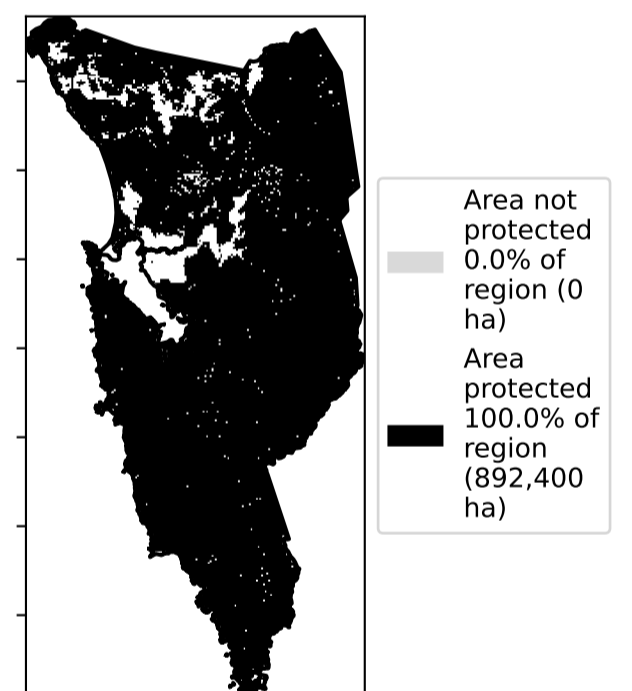 Area not
protected
0.0% of
region (0
ha)
Area
protected
100.0% of
region
(892,400
ha)